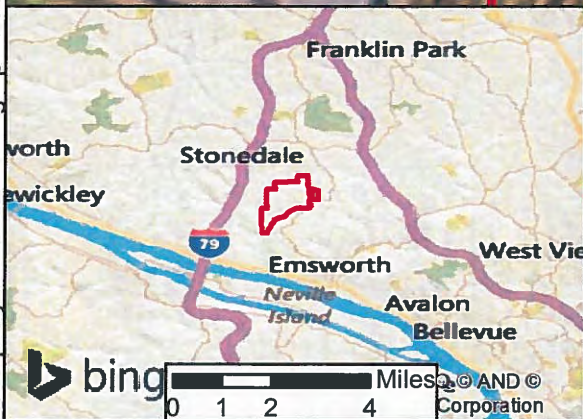 Franklin Park
worth
Stonedale
ewickley
79
West Vie
Emsworth
Neville
Island
Avalon
Bellevue
bing
Miles
© AND ©
0 1 2 4
Corporation